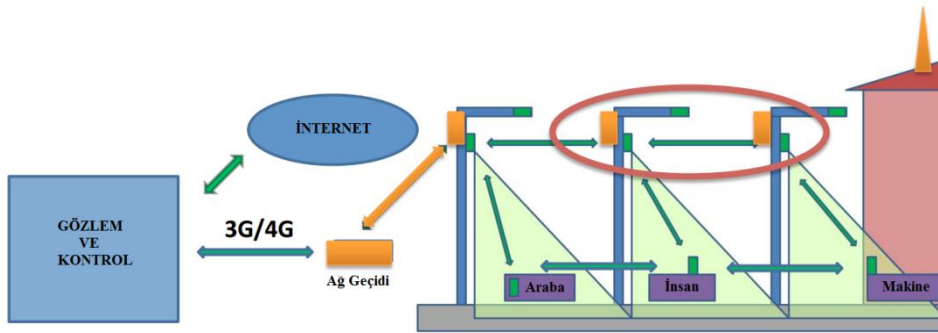 İNTERNET
GÖZLEM
VE
KONTROL
3G/4G
Ağ Geçidi
Araba
İnsan
Makine